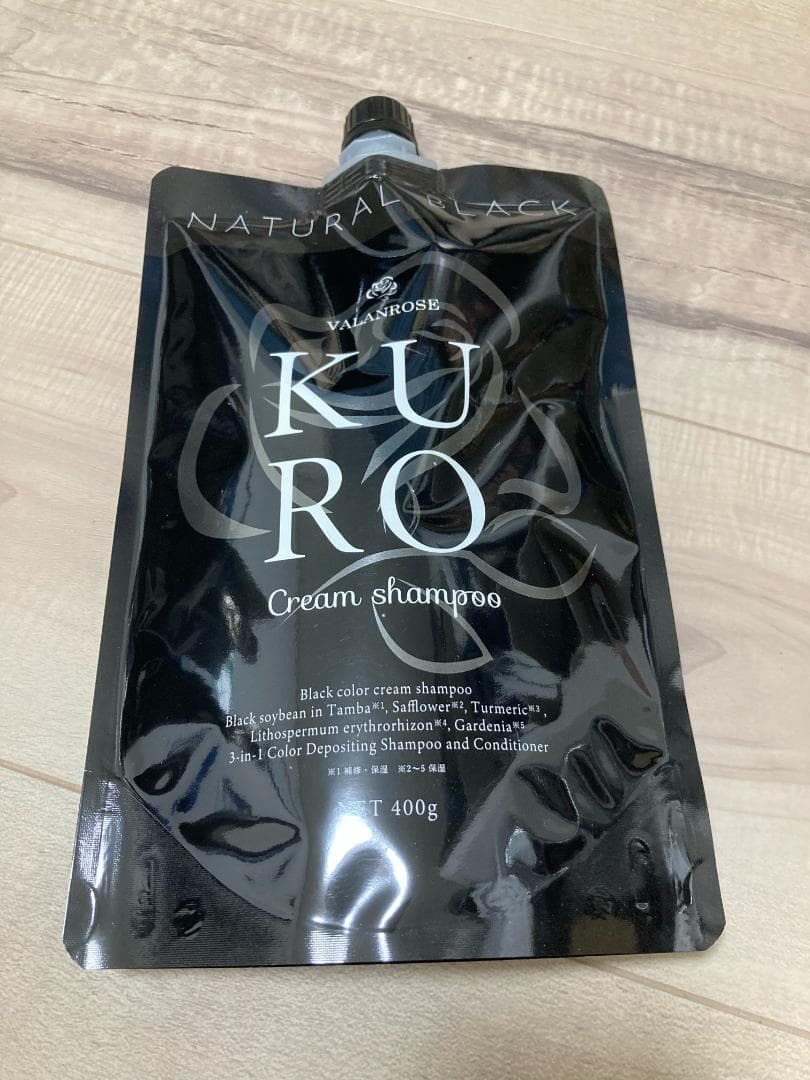 NATURAL BLACK
VALANROSE
KU
RO
Cream shampoo
Black color cream shampoo
Black soybean in Tamba※1, Safflower※2, Turmeric※3,
Lithospermum erythrorhizon※4, Gardenia※5
3-in-1 Color Depositing Shampoo and Conditioner
※1 補修・保湿 ※2～5 保湿
NET 400g